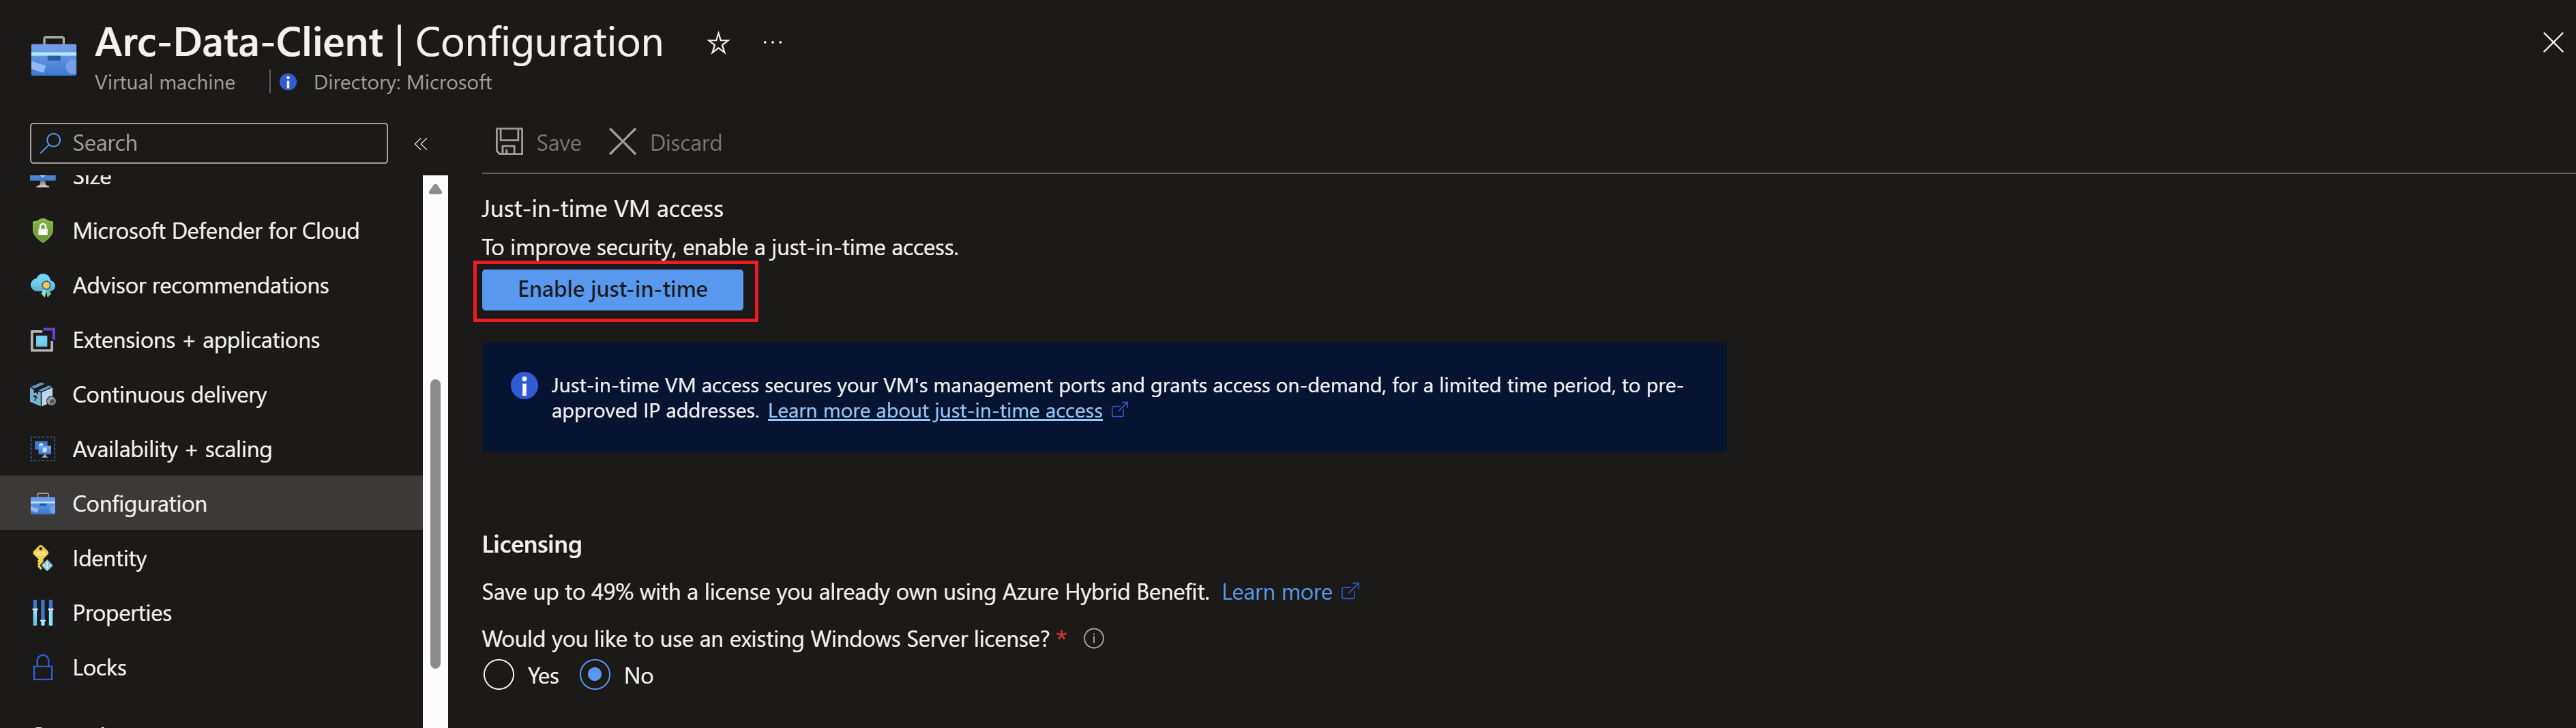 Arc-Data-Client | Configuration
Virtual machine
Directory: Microsoft
Search
Size
Microsoft Defender for Cloud
Advisor recommendations
Extensions + applications
Continuous delivery
Availability + scaling
Configuration
Identity
Properties
Locks
Save
Discard
Just-in-time VM access
To improve security, enable a just-in-time access.
Enable just-in-time
Just-in-time VM access secures your VM's management ports and grants access on-demand, for a limited time period, to pre-
approved IP addresses. Learn more about just-in-time access
Licensing
Save up to 49% with a license you already own using Azure Hybrid Benefit. Learn more
Would you like to use an existing Windows Server license? *
Yes
No